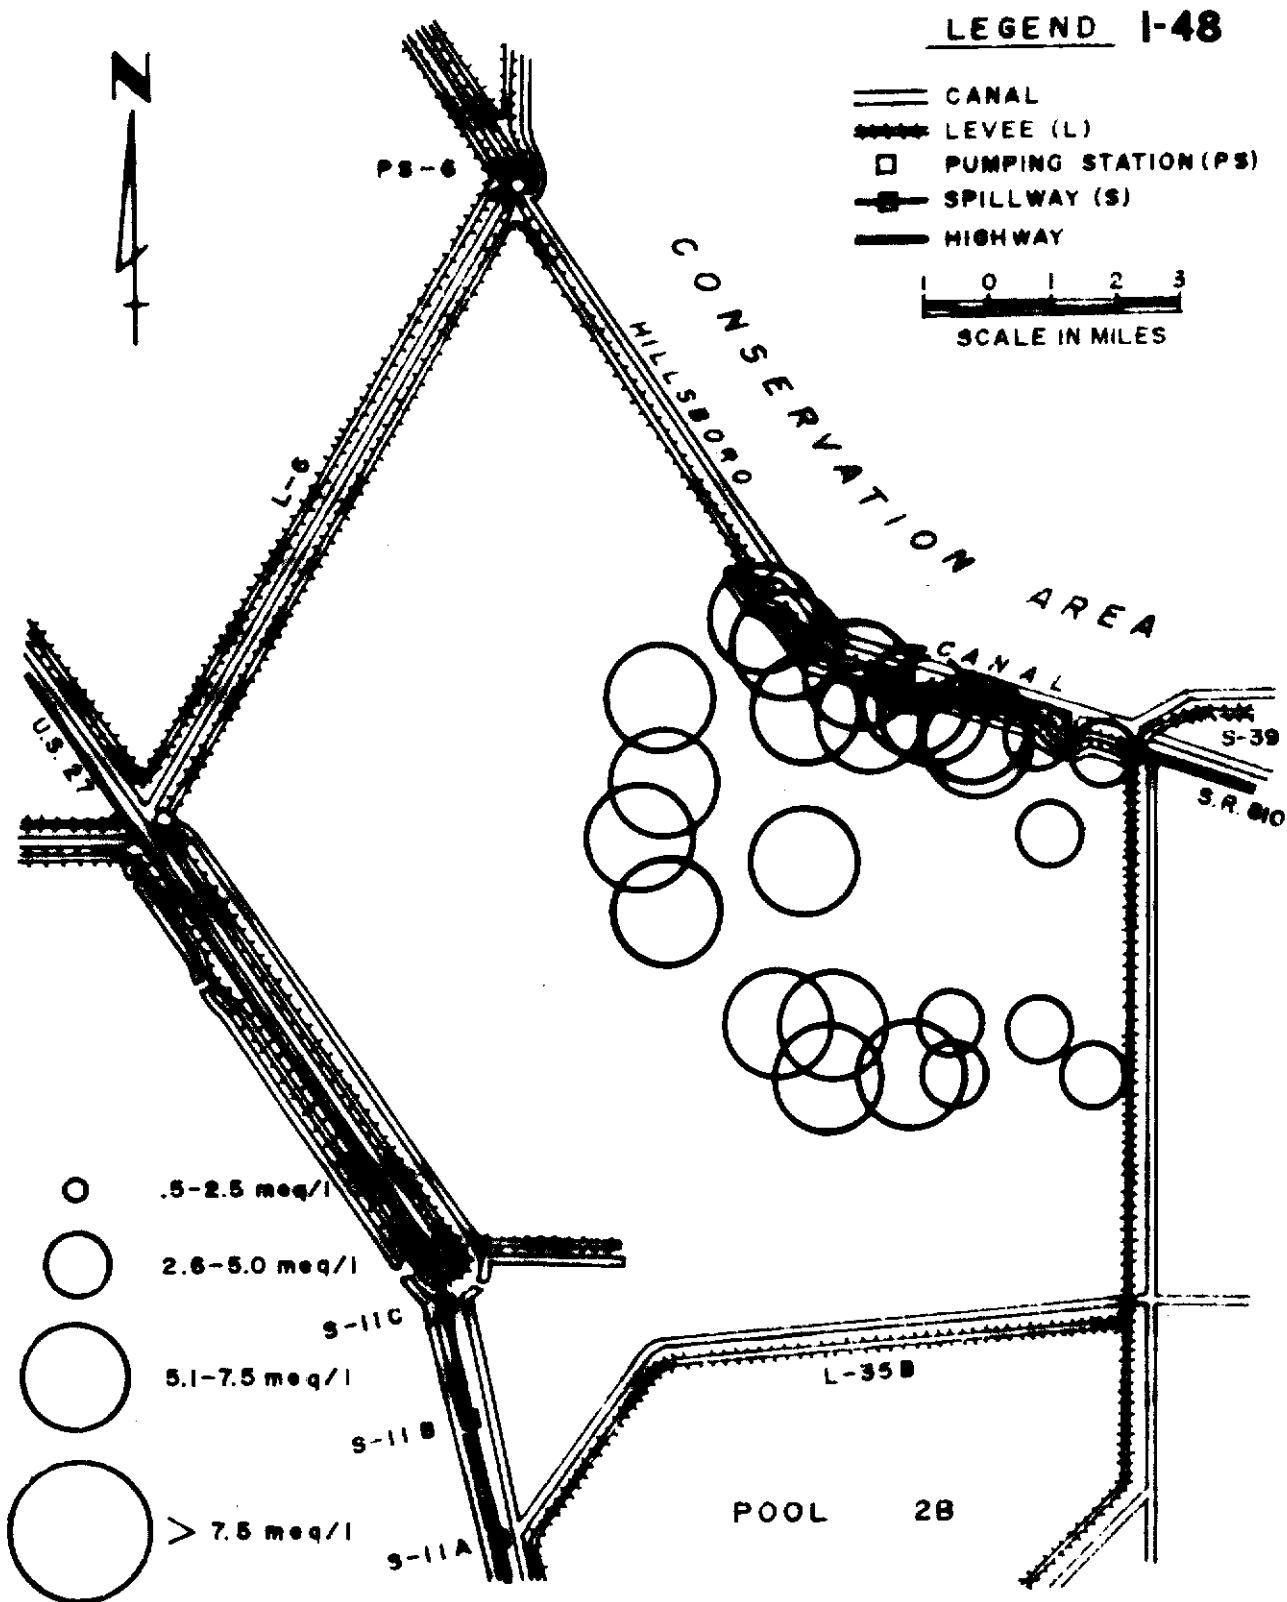 LEGEND I-48
CANAL
LEVEE (L)
PUMPING STATION (PS)
SPILLWAY (S)
HIGHWAY
1 0 1 2 3
SCALE IN MILES
N
PS-6
CONSERVATION AREA
HILLSBORO CANAL
L-6
U.S. 27
S-39
S.R. 810
.5-2.5 meq/l
2.6-5.0 meq/l
5.1-7.5 meq/l
> 7.5 meq/l
S-11C
S-11B
S-11A
L-35B
POOL 2B